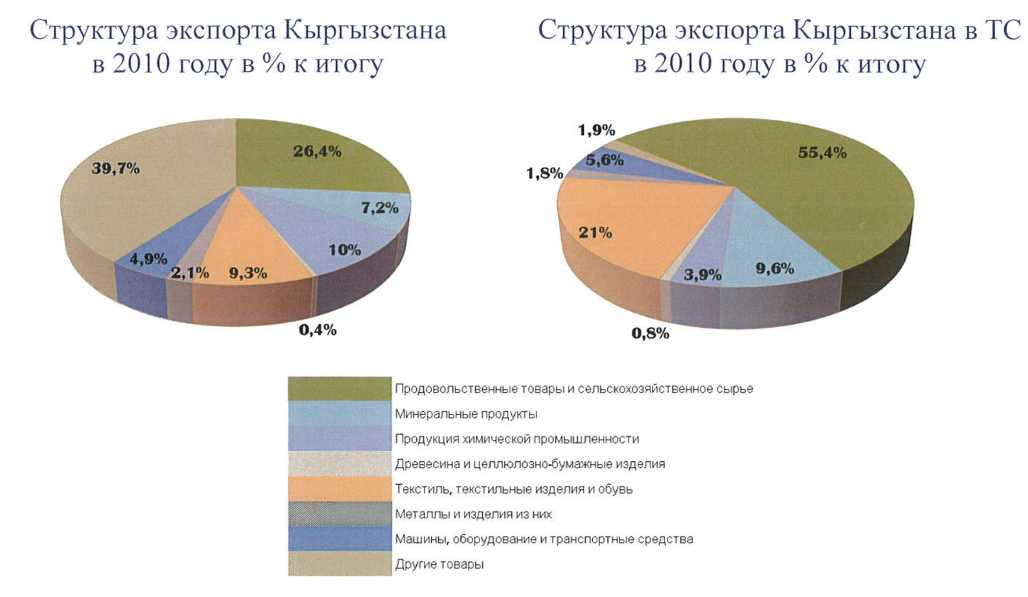 Структура экспорта Кыргызстана
в 2010 году в % к итогу
Структура экспорта Кыргызстана в ТС
в 2010 году в % к итогу
39,7%
26,4%
7,2%
10%
4,9%
2,1%
9,3%
0,4%
1,9%
5,6%
1,8%
55,4%
21%
3,9%
9,6%
0,8%
Продовольственные товары и сельскохозяйственное сырье
Минеральные продукты
Продукция химической промышленности
Древесина и целлюлозно-бумажные изделия
Текстиль, текстильные изделия и обувь
Металлы и изделия из них
Машины, оборудование и транспортные средства
Другие товары